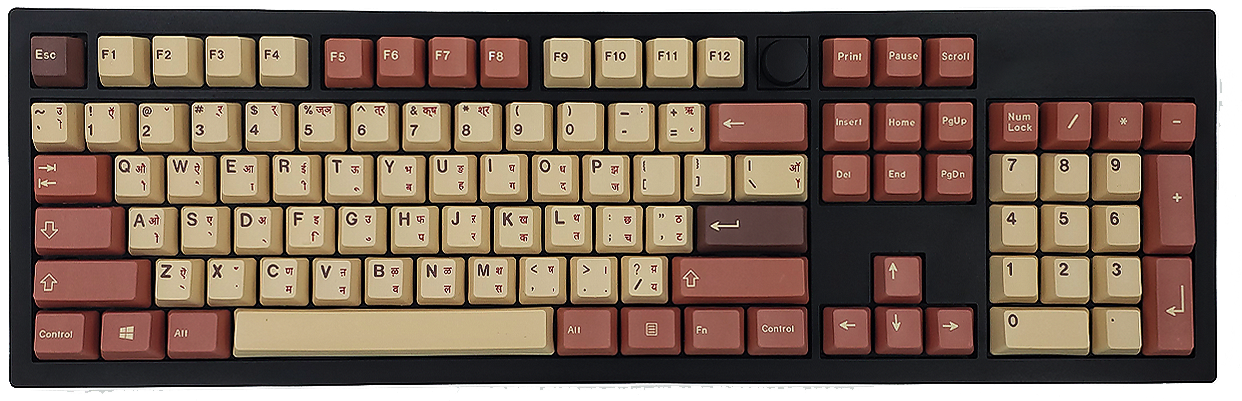 Esc F1 F2 F3 F4 F5 F6 F7 F8 F9 F10 F11 F12 Print Pause Scroll
~ ! @ # $ % ज्ञ ^ त्र & क्ष * श्र ( ) _ : + ऋ
1 2 3 4 5 6 7 8 9 0 - = ृ ← Insert Home PgUp Num Lock / * -
⇥ Q औ W ऐ E आ R ई T ऊ Y भ U ङ I घ O ध P झ { } | ऑ
⇤ ौ ै ा ी ू ब ह ग द ज [ ] \ ॉ Del End PgDn 7 8 9 +
⇩ A ओ S ए D अ F इ G उ H फ J ऱ K ख L थ : छ " ठ
ो े ् ि ु प र क त ; च ' ट ↵ 4 5 6
⇧ Z X C ण V ऩ B ऴ N ळ M श < ष > । ? य़
म न व ल स , . / य ⇧ ↑ 1 2 3 ↵
Control Alt Alt Fn Control ← ↓ → 0 .